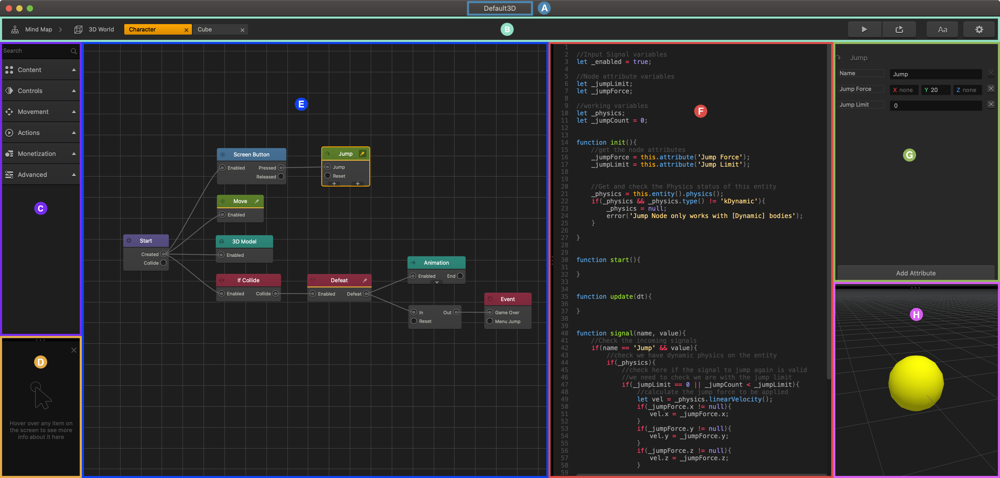 Default3D
A
Mind Map
3D World
Character
Cube
B
Aa
Search
Content
Controls
Movement
Actions
Monetization
Advanced
C
D
Hover over any item on
the screen to see more
info about it here
E
Screen Button
Enabled Pressed
Released
Jump
Jump
Reset
Move
Enabled
Start
Created
Collide
3D Model
Enabled
If Collide
Enabled Collide
Defeat
Enabled Defeat
Animation
Enabled End
In Out
Reset
Event
Game Over
Menu Jump
F
1
2 //Input Signal variables
3 let _enabled = true;
4
5 //Node attribute variables
6 let _jumpLimit;
7 let _jumpForce;
8
9 //working variables
10 let _physics;
11 let _jumpCount = 0;
12
13
14 function init(){
15 //get the node attributes
16 _jumpForce = this.attribute('Jump Force');
17 _jumpLimit = this.attribute('Jump Limit');
18
19
20 //Get and check the Physics status of this entity
21 _physics = this.entity().physics();
22 if(_physics && _physics.type() != 'kDynamic'){
23 _physics = null;
24 error('Jump Node only works with [Dynamic] bodies');
25 }
26
27 }
28
29
30 function start(){
31
32 }
33
34
35 function update(dt){
36
37 }
38
39
40 function signal(name, value){
41 //Check the incoming signals
42 if(name == 'Jump' && value){
43 //check we have dynamic physics on the entity
44 if(_physics){
45 //check here if the signal to jump again is valid
46 //we need to check we are with the jump limit
47 if(_jumpLimit == 0 || _jumpCount < _jumpLimit){
48 //calculate the jump force to be applied
49 let vel = _physics.linearVelocity();
50 if(_jumpForce.x != null){
51 vel.x = _jumpForce.x;
52 }
53 if(_jumpForce.y != null){
54 vel.y = _jumpForce.y;
55 }
56 if(_jumpForce.z != null){
57 vel.z = _jumpForce.z;
58 }
59
Jump
Name Jump
Jump Force X none Y 20 Z none
Jump Limit 0
G
Add Attribute
H